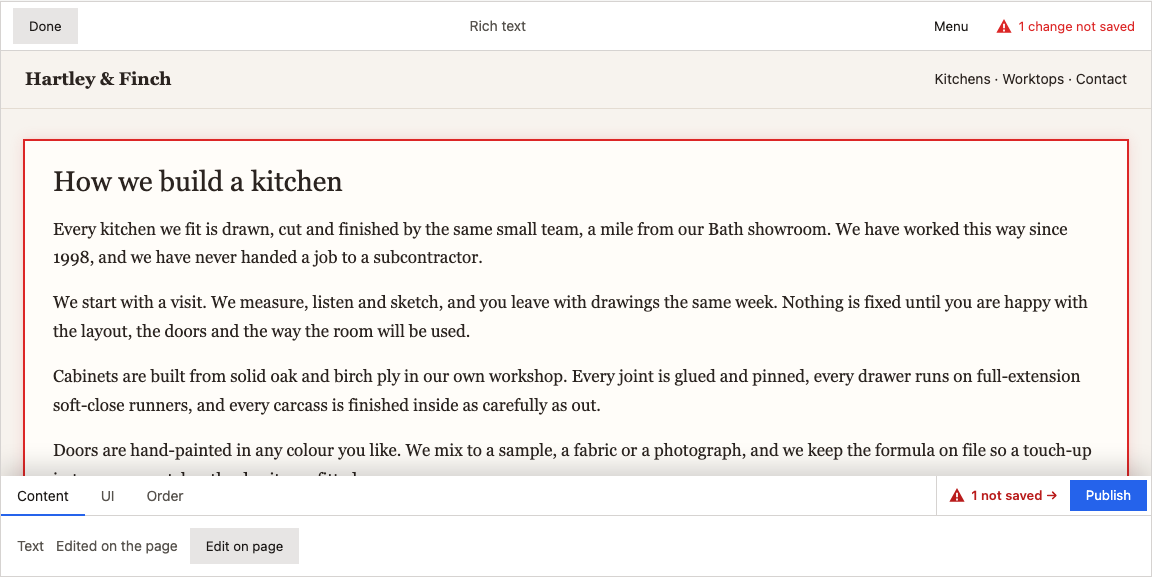 Done
Rich text
Menu
1 change not saved
Hartley & Finch
Kitchens · Worktops · Contact
How we build a kitchen
Every kitchen we fit is drawn, cut and finished by the same small team, a mile from our Bath showroom. We have worked this way since
1998, and we have never handed a job to a subcontractor.
We start with a visit. We measure, listen and sketch, and you leave with drawings the same week. Nothing is fixed until you are happy with
the layout, the doors and the way the room will be used.
Cabinets are built from solid oak and birch ply in our own workshop. Every joint is glued and pinned, every drawer runs on full-extension
soft-close runners, and every carcass is finished inside as carefully as out.
Doors are hand-painted in any colour you like. We mix to a sample, a fabric or a photograph, and we keep the formula on file so a touch-up
Content
UI
Order
1 not saved →
Publish
Text
Edited on the page
Edit on page